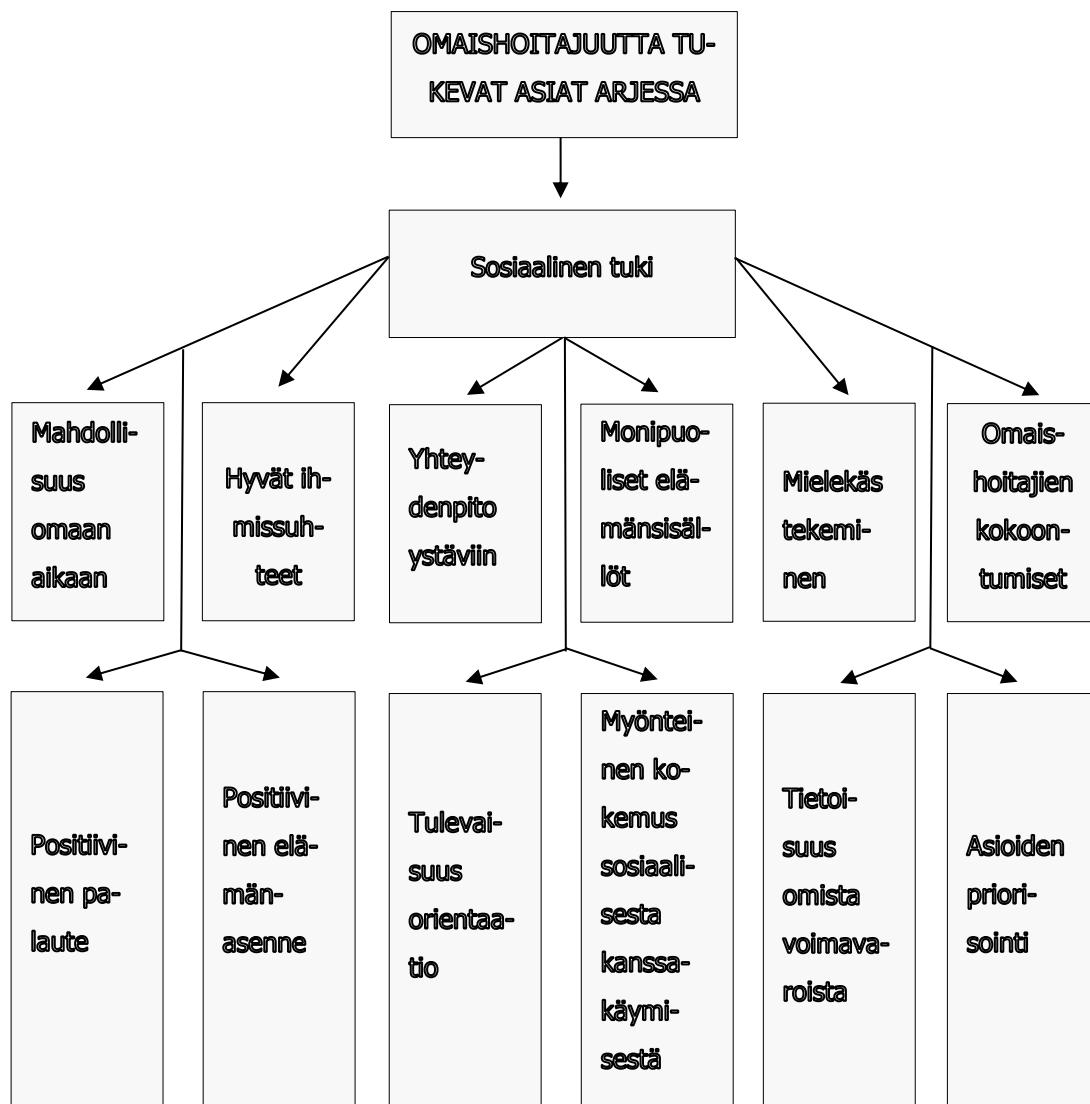 OMAISHOITAJUUTTA TU-
KEVAT ASIAT ARJESSA
Sosiaalinen tuki
Mahdolli-
suus
omaan
aikaan
Hyvät ih-
missuh-
teet
Yhtey-
denpito
ystäviin
Monipuo-
liset elä-
mänsisäl-
löt
Mielekäs
tekemi-
nen
Omais-
hoitajien
kokoon-
tumiset
Positiivi-
nen pa-
laute
Positiivi-
nen elä-
män-
asenne
Tulevai-
suus
orientaa-
tio
Myöntei-
nen ko-
kemus
sosiaali-
sesta
kanssa-
käymi-
sestä
Tietoi-
suus
omista
voimava-
roista
Asioiden
priori-
sointi